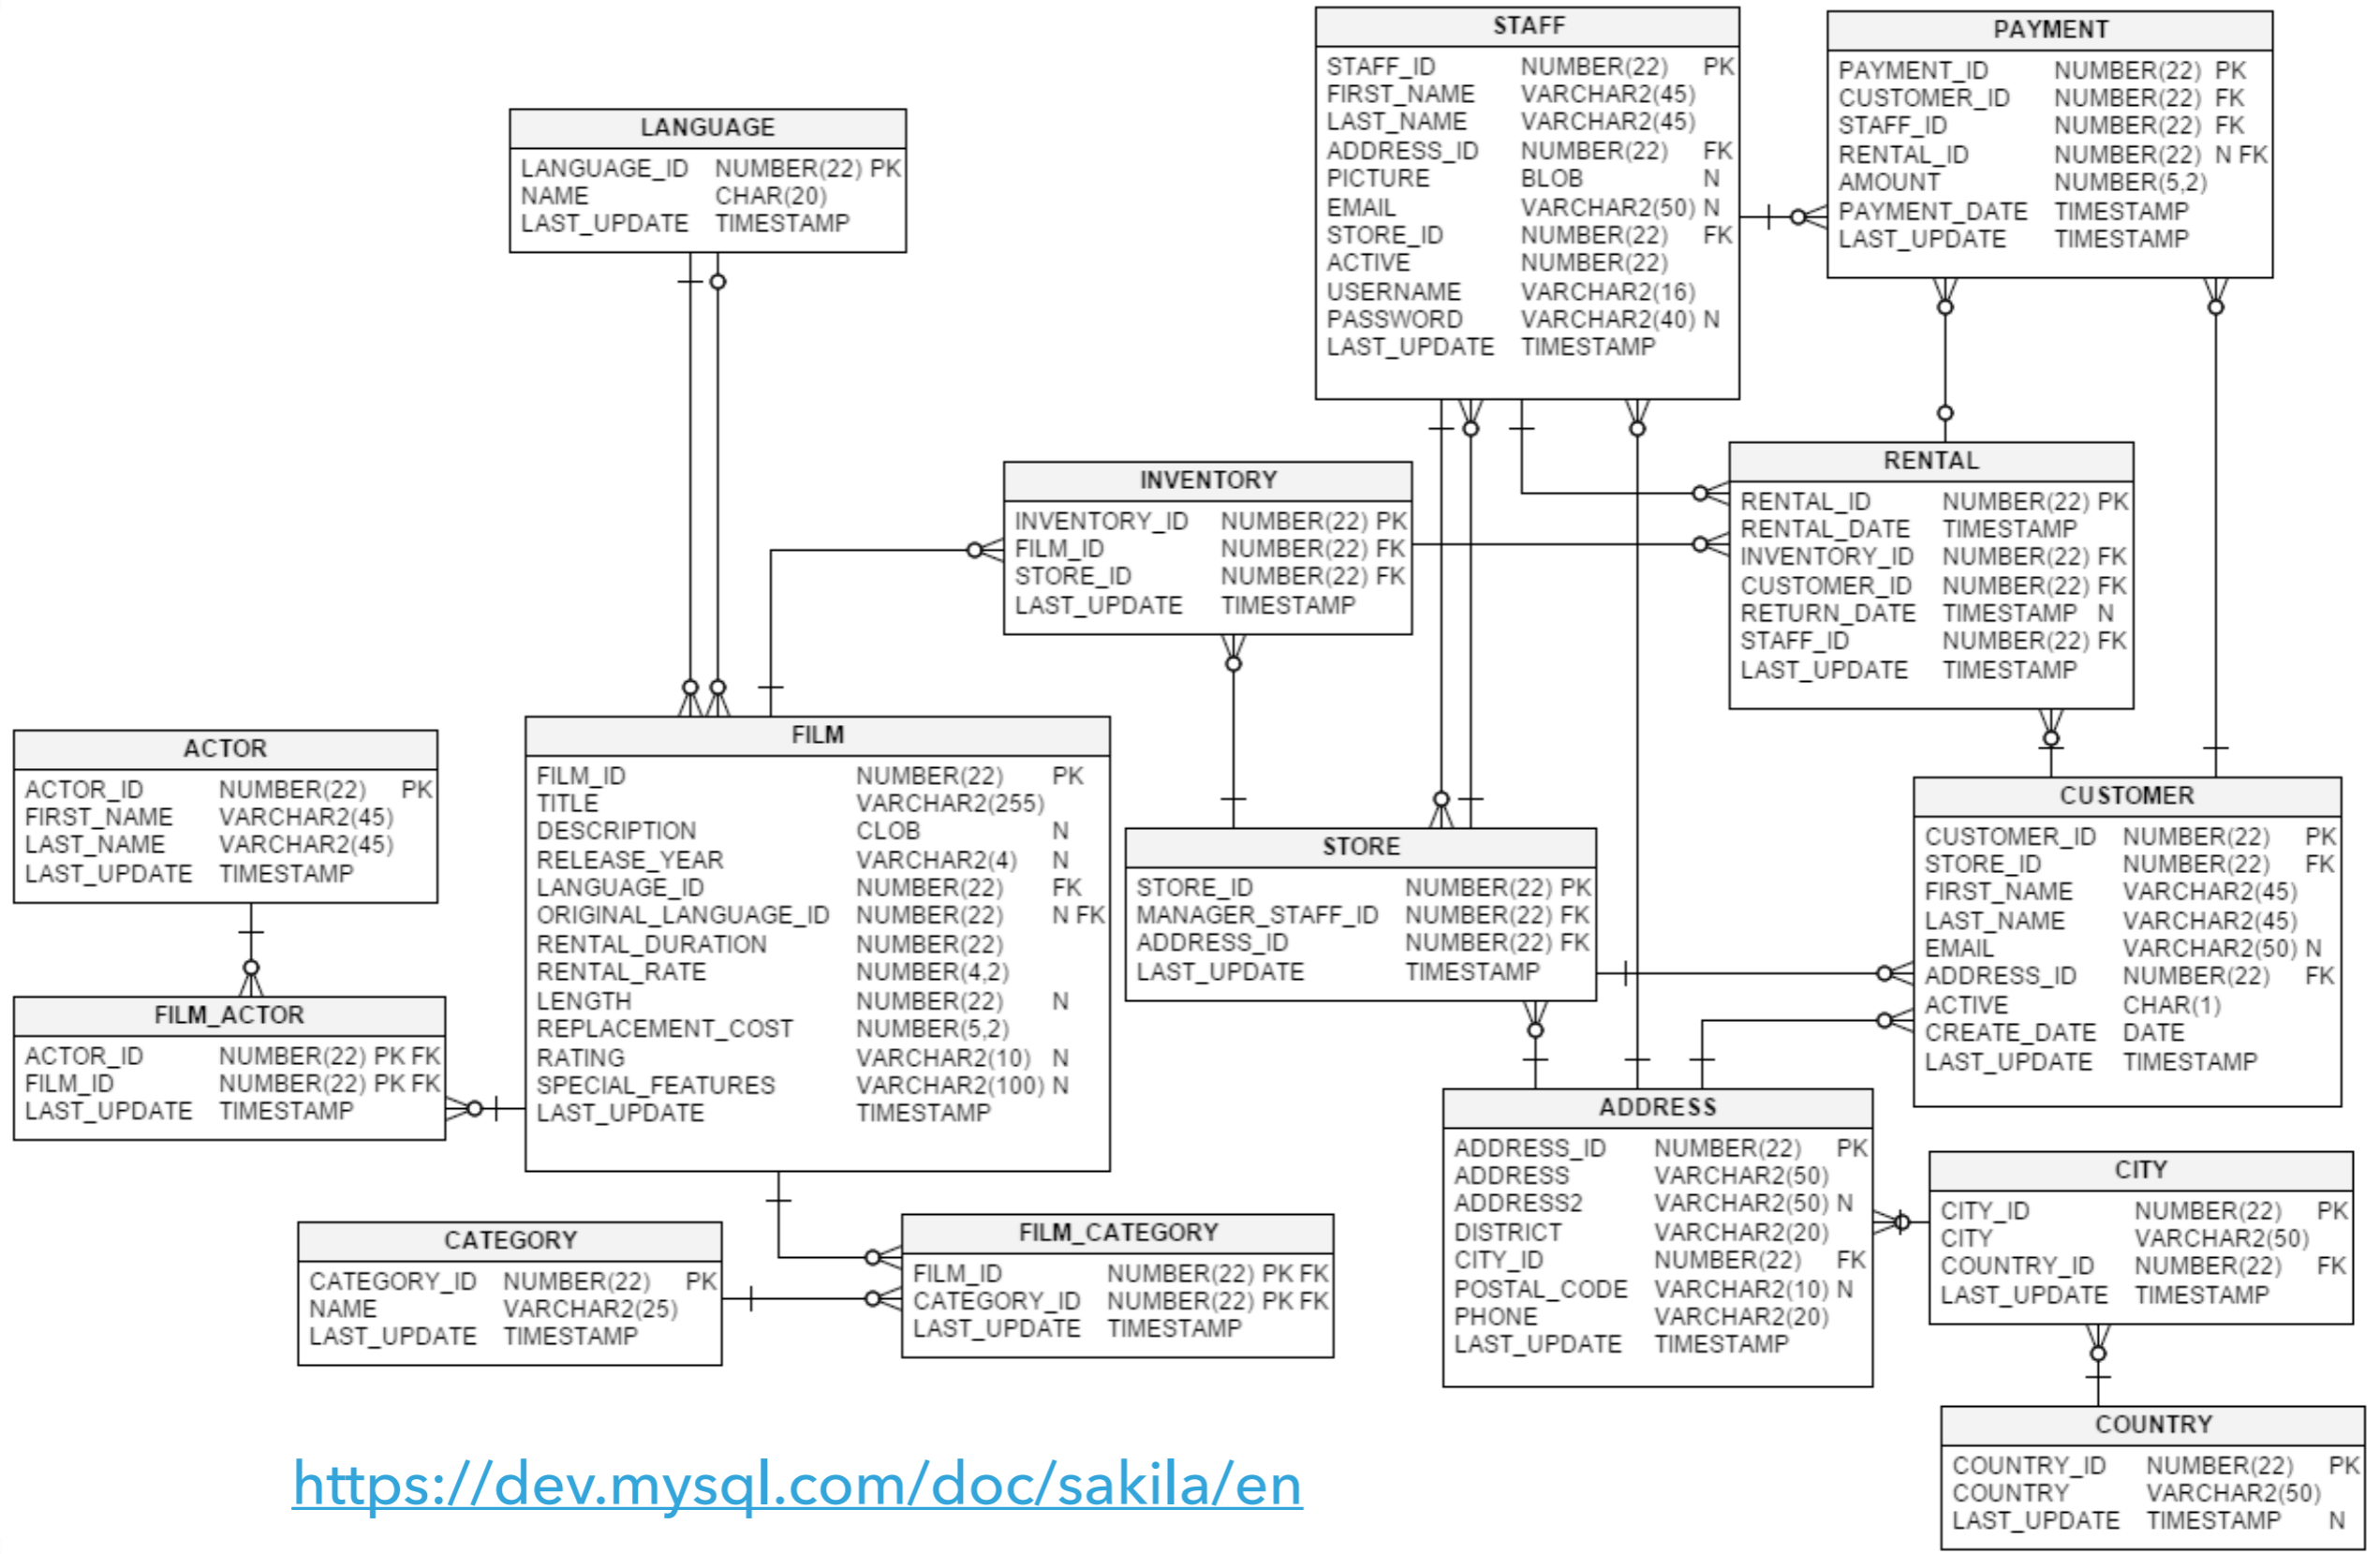 STAFF
STAFF_ID NUMBER(22) PK
FIRST_NAME VARCHAR2(45)
LAST_NAME VARCHAR2(45)
ADDRESS_ID NUMBER(22) FK
PICTURE BLOB N
EMAIL VARCHAR2(50) N
STORE_ID NUMBER(22) FK
ACTIVE NUMBER(22)
USERNAME VARCHAR2(16)
PASSWORD VARCHAR2(40) N
LAST_UPDATE TIMESTAMP
PAYMENT
PAYMENT_ID NUMBER(22) PK
CUSTOMER_ID NUMBER(22) FK
STAFF_ID NUMBER(22) FK
RENTAL_ID NUMBER(22) N FK
AMOUNT NUMBER(5,2)
PAYMENT_DATE TIMESTAMP
LAST_UPDATE TIMESTAMP
LANGUAGE
LANGUAGE_ID NUMBER(22) PK
NAME CHAR(20)
LAST_UPDATE TIMESTAMP
INVENTORY
INVENTORY_ID NUMBER(22) PK
FILM_ID NUMBER(22) FK
STORE_ID NUMBER(22) FK
LAST_UPDATE TIMESTAMP
RENTAL
RENTAL_ID NUMBER(22) PK
RENTAL_DATE TIMESTAMP
INVENTORY_ID NUMBER(22) FK
CUSTOMER_ID NUMBER(22) FK
RETURN_DATE TIMESTAMP N
STAFF_ID NUMBER(22) FK
LAST_UPDATE TIMESTAMP
ACTOR
ACTOR_ID NUMBER(22) PK
FIRST_NAME VARCHAR2(45)
LAST_NAME VARCHAR2(45)
LAST_UPDATE TIMESTAMP
FILM
FILM_ID NUMBER(22) PK
TITLE VARCHAR2(255)
DESCRIPTION CLOB N
RELEASE_YEAR VARCHAR2(4) N
LANGUAGE_ID NUMBER(22) FK
ORIGINAL_LANGUAGE_ID NUMBER(22) N FK
RENTAL_DURATION NUMBER(22)
RENTAL_RATE NUMBER(4,2)
LENGTH NUMBER(22) N
REPLACEMENT_COST NUMBER(5,2)
RATING VARCHAR2(10) N
SPECIAL_FEATURES VARCHAR2(100) N
LAST_UPDATE TIMESTAMP
STORE
STORE_ID NUMBER(22) PK
MANAGER_STAFF_ID NUMBER(22) FK
ADDRESS_ID NUMBER(22) FK
LAST_UPDATE TIMESTAMP
CUSTOMER
CUSTOMER_ID NUMBER(22) PK
STORE_ID NUMBER(22) FK
FIRST_NAME VARCHAR2(45)
LAST_NAME VARCHAR2(45)
EMAIL VARCHAR2(50) N
ADDRESS_ID NUMBER(22) FK
ACTIVE CHAR(1)
CREATE_DATE DATE
LAST_UPDATE TIMESTAMP
FILM_ACTOR
ACTOR_ID NUMBER(22) PK FK
FILM_ID NUMBER(22) PK FK
LAST_UPDATE TIMESTAMP
ADDRESS
ADDRESS_ID NUMBER(22) PK
ADDRESS VARCHAR2(50)
ADDRESS2 VARCHAR2(50) N
DISTRICT VARCHAR2(20)
CITY_ID NUMBER(22) FK
POSTAL_CODE VARCHAR2(10) N
PHONE VARCHAR2(20)
LAST_UPDATE TIMESTAMP
CITY
CITY_ID NUMBER(22) PK
CITY VARCHAR2(50)
COUNTRY_ID NUMBER(22) FK
LAST_UPDATE TIMESTAMP
CATEGORY
CATEGORY_ID NUMBER(22) PK
NAME VARCHAR2(25)
LAST_UPDATE TIMESTAMP
FILM_CATEGORY
FILM_ID NUMBER(22) PK FK
CATEGORY_ID NUMBER(22) PK FK
LAST_UPDATE TIMESTAMP
COUNTRY
COUNTRY_ID NUMBER(22) PK
COUNTRY VARCHAR2(50)
LAST_UPDATE TIMESTAMP N
https://dev.mysql.com/doc/sakila/en